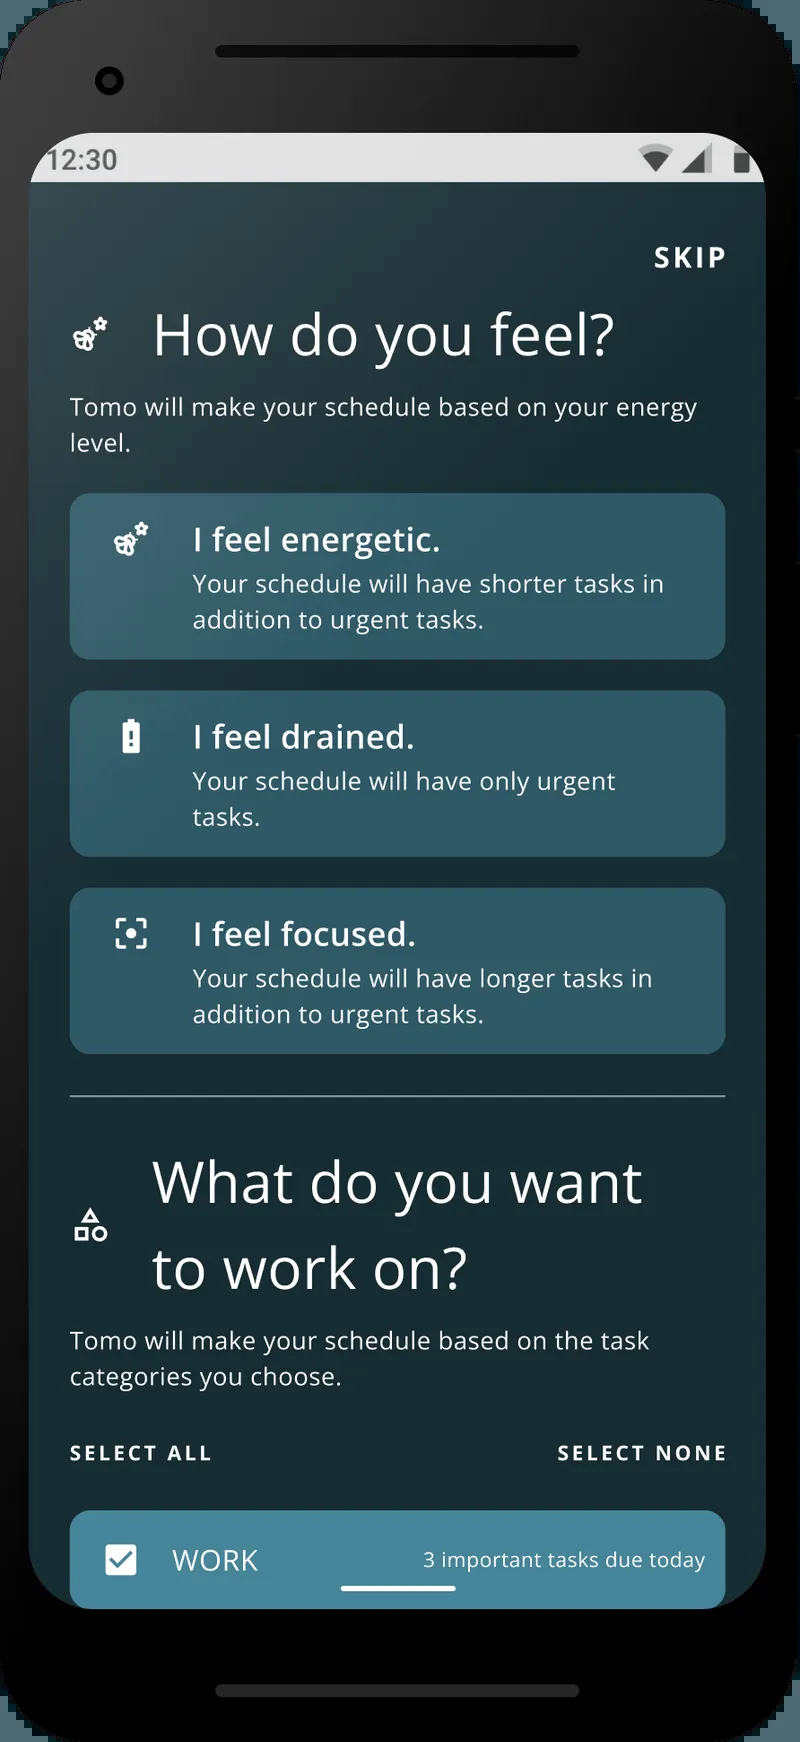 12:30
SKIP
How do you feel?
Tomo will make your schedule based on your energy
level.
I feel energetic.
Your schedule will have shorter tasks in
addition to urgent tasks.
I feel drained.
Your schedule will have only urgent
tasks.
I feel focused.
Your schedule will have longer tasks in
addition to urgent tasks.
What do you want
to work on?
Tomo will make your schedule based on the task
categories you choose.
SELECT ALL SELECT NONE
WORK 3 important tasks due today